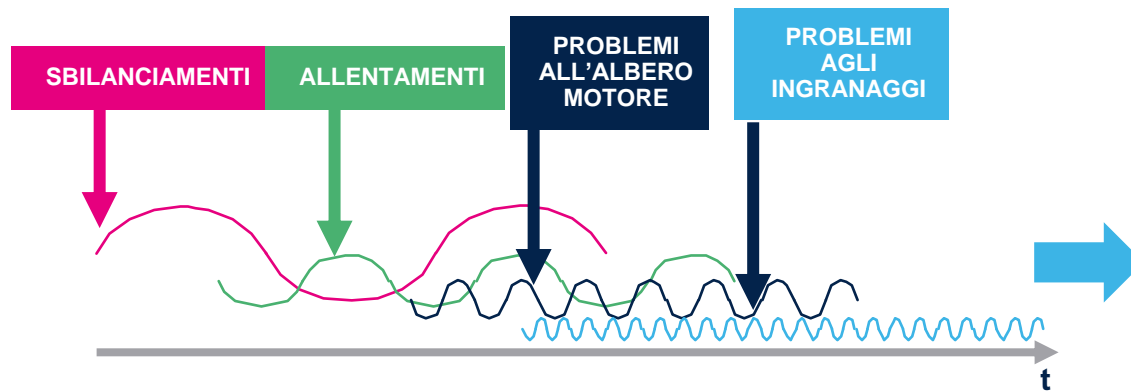 SBILANCIAMENTI
ALLENTAMENTI
PROBLEMI
ALL'ALBERO
MOTORE
PROBLEMI
AGLI
INGRANAGGI
t